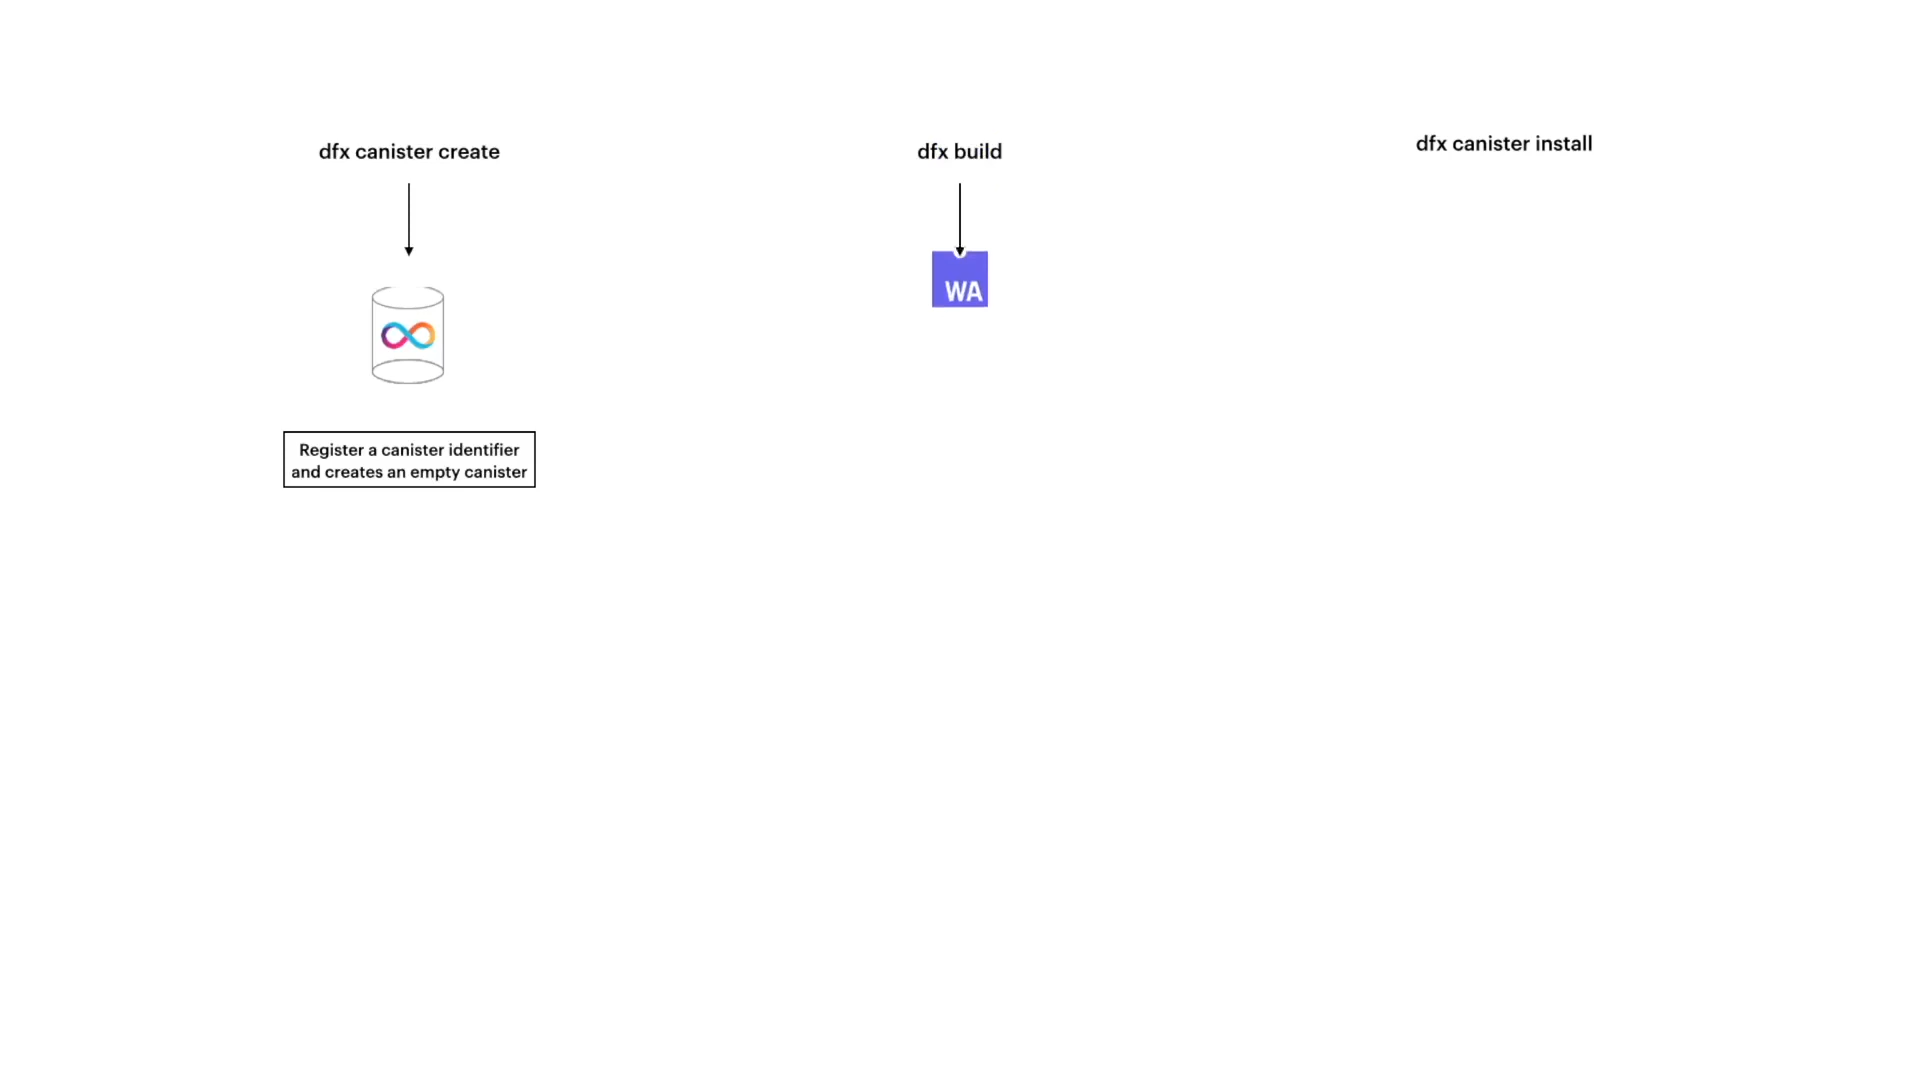 dfx canister create
dfx build
dfx canister install
WA
Register a canister identifier
and creates an empty canister